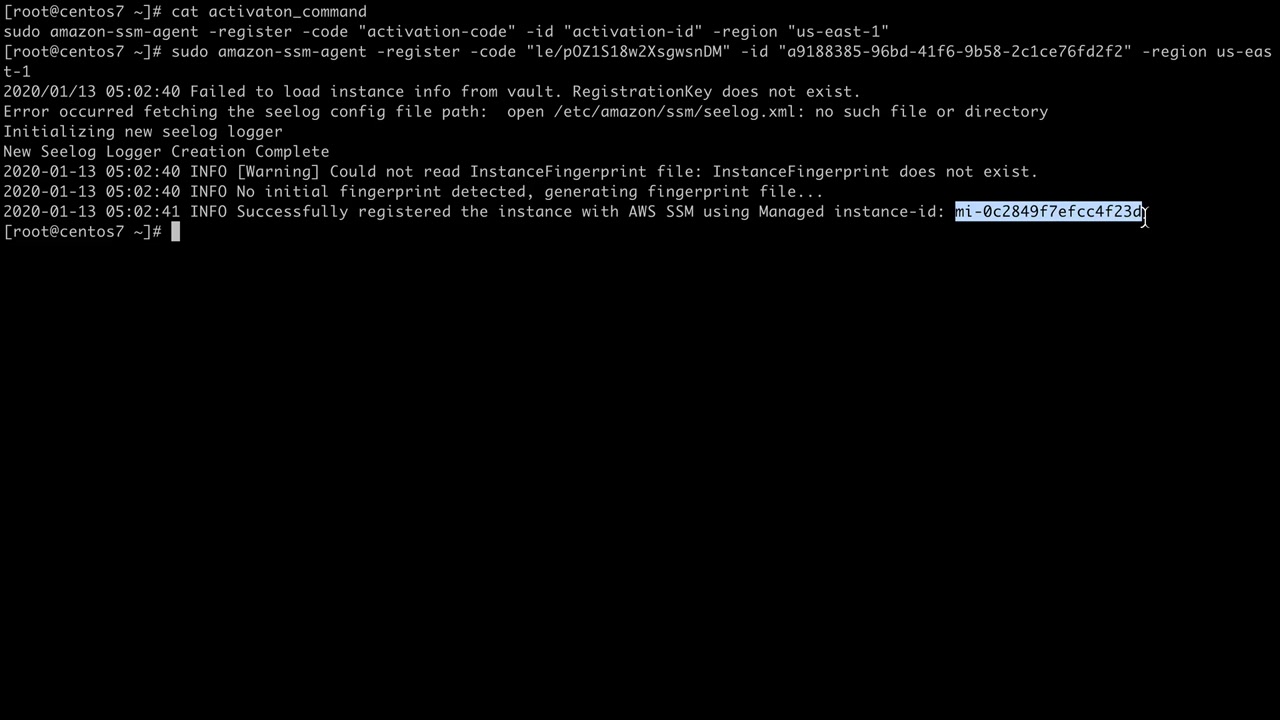 [root@centos7 ~]# cat activaton_command
sudo amazon-ssm-agent -register -code "activation-code" -id "activation-id" -region "us-east-1"
[root@centos7 ~]# sudo amazon-ssm-agent -register -code "le/pOZ1S18w2XsgwsnDM" -id "a9188385-96bd-41f6-9b58-2c1ce76fd2f2" -region us-eas
t-1
2020/01/13 05:02:40 Failed to load instance info from vault. RegistrationKey does not exist.
Error occurred fetching the seelog config file path:  open /etc/amazon/ssm/seelog.xml: no such file or directory
Initializing new seelog logger
New Seelog Logger Creation Complete
2020-01-13 05:02:40 INFO [Warning] Could not read InstanceFingerprint file: InstanceFingerprint does not exist.
2020-01-13 05:02:40 INFO No initial fingerprint detected, generating fingerprint file...
2020-01-13 05:02:41 INFO Successfully registered the instance with AWS SSM using Managed instance-id: mi-0c2849f7efcc4f23d
[root@centos7 ~]#